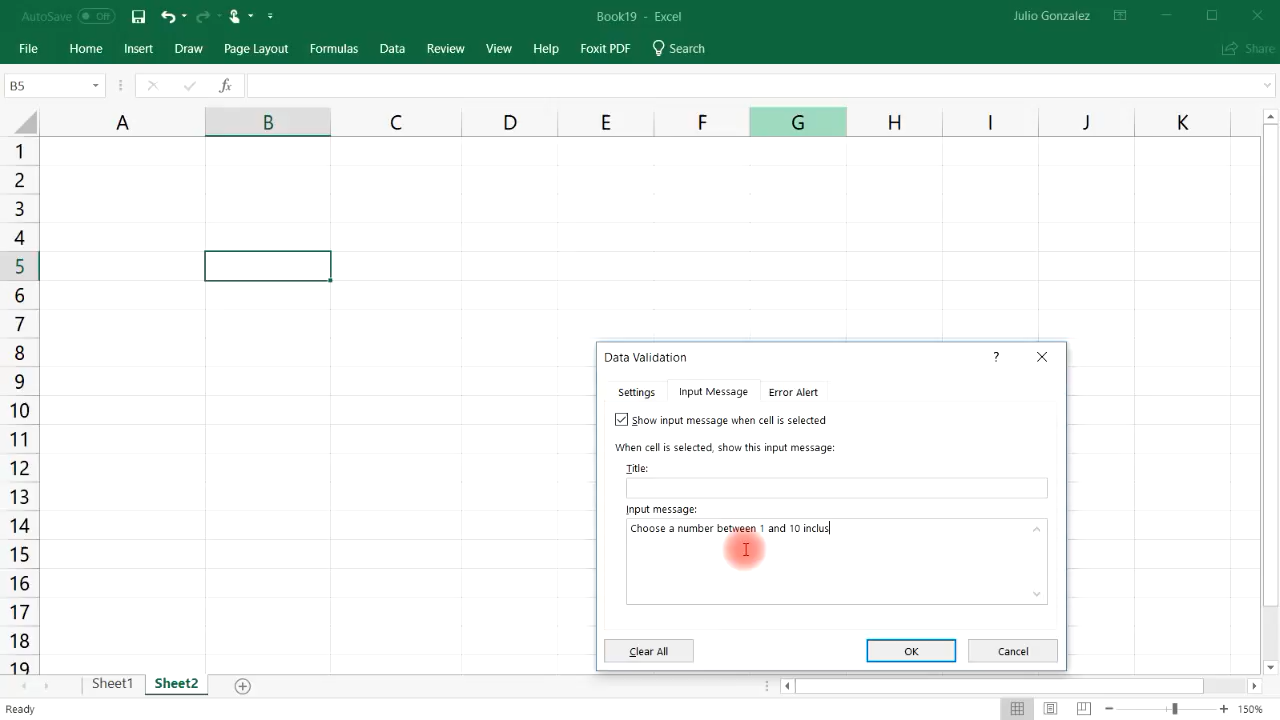 AutoSave Off Book19 - Excel Julio Gonzalez
File Home Insert Draw Page Layout Formulas Data Review View Help Foxit PDF Search Share
B5 fx
A B C D E F G H I J K
1
2
3
4
5
6
7
8
9
10
11
12
13
14
15
16
17
18
19
Data Validation ?
Settings Input Message Error Alert
Show input message when cell is selected
When cell is selected, show this input message:
Title:
Input message:
Choose a number between 1 and 10 inclus
Clear All OK Cancel
Sheet1 Sheet2
Ready 150%